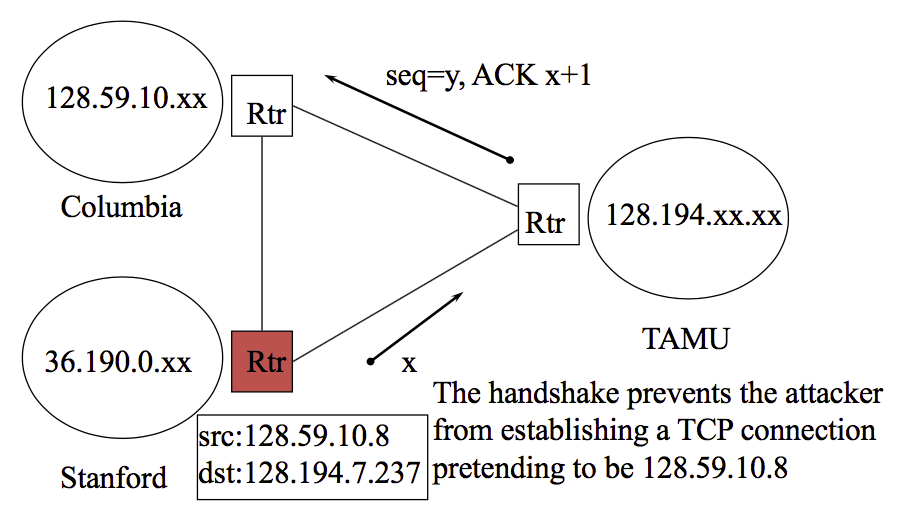 seq=y, ACK x+1
128.59.10.xx
Rtr
Columbia
Rtr
128.194.xx.xx
TAMU
36.190.0.xx
Rtr
x
Stanford
src:128.59.10.8
dst:128.194.7.237
The handshake prevents the attacker
from establishing a TCP connection
pretending to be 128.59.10.8